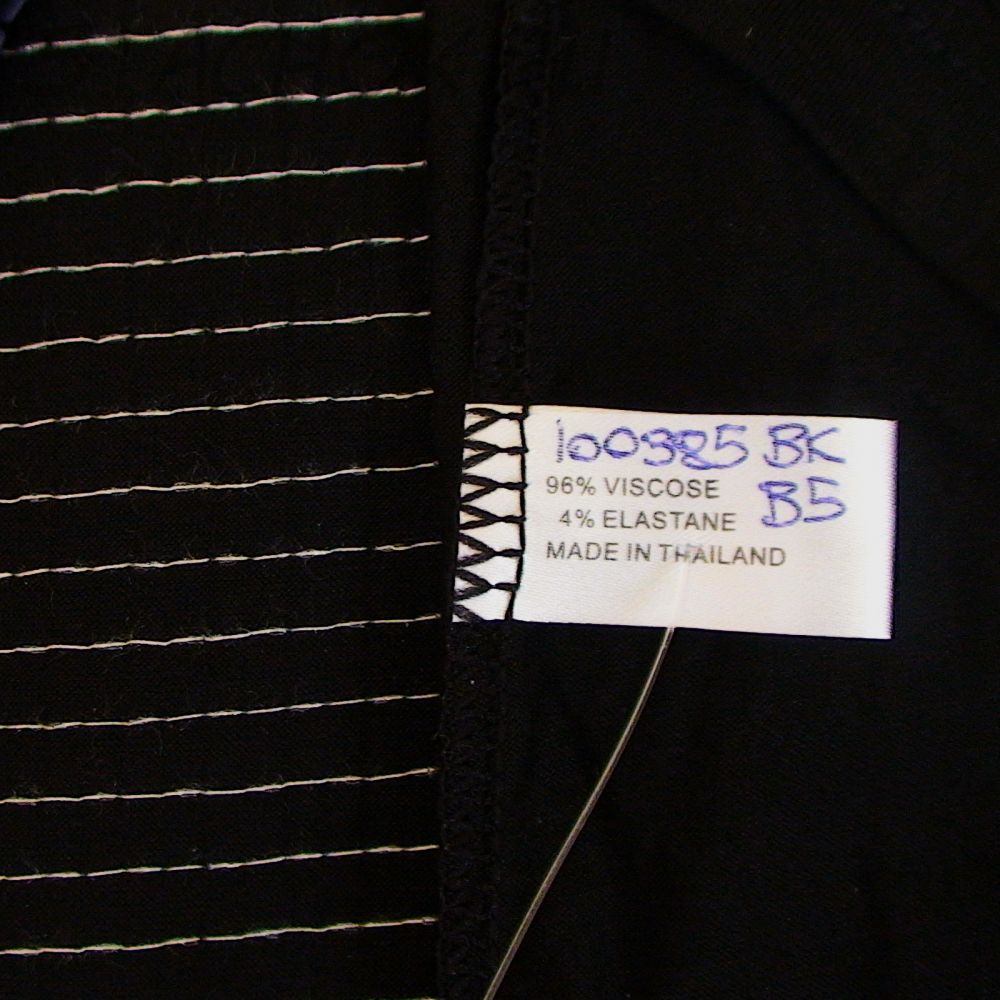 100385 BK
96% VISCOSE B5
4% ELASTANE
MADE IN THAILAND